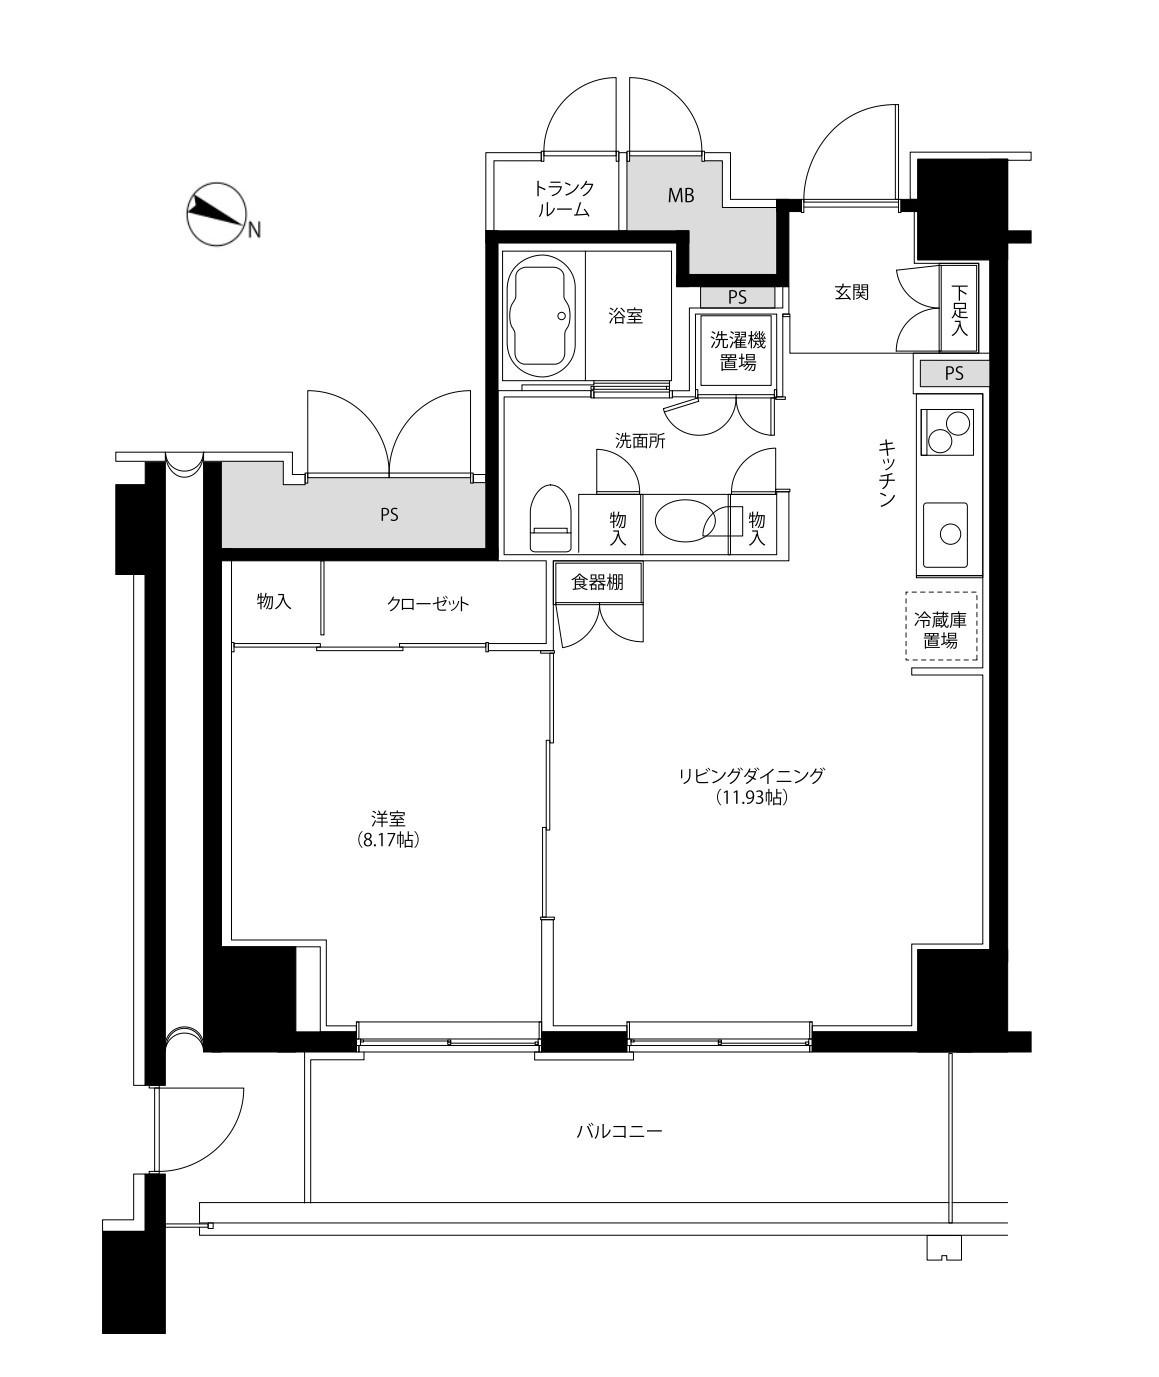 トランク
ルーム
MB
N
PS
玄関
下足入
浴室
洗濯機
置場
PS
洗面所
キッチン
PS
物入
物入
食器棚
物入
クローゼット
冷蔵庫
置場
リビングダイニング
（11.93帖）
洋室
（8.17帖）
バルコニー